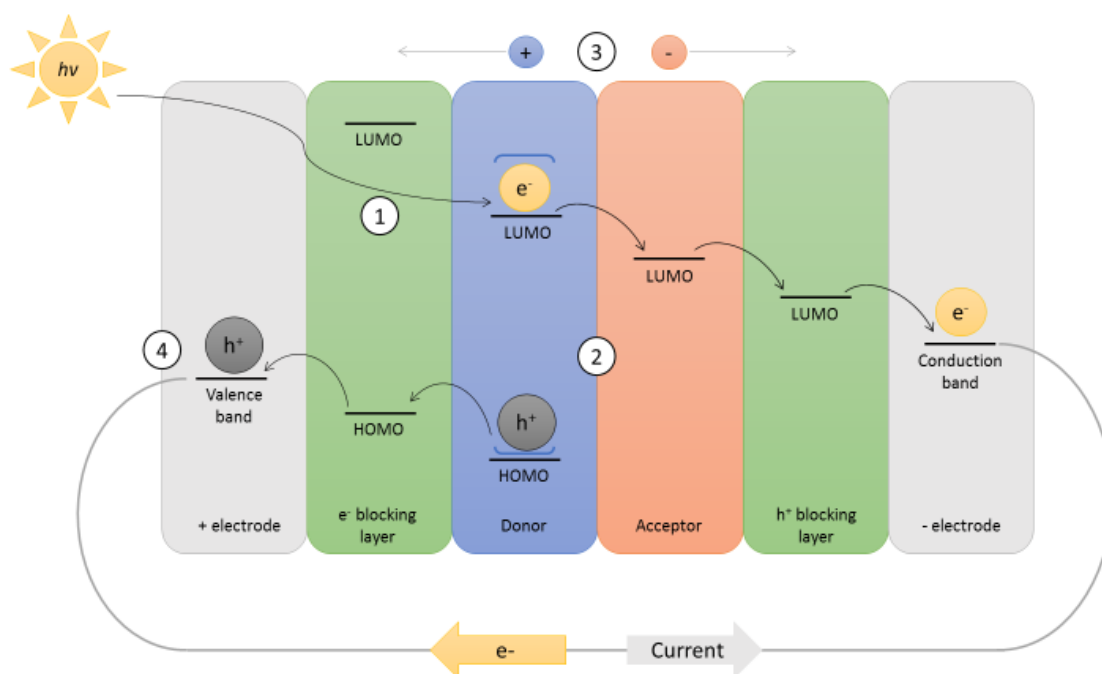 + 3 -
hν
LUMO
e-
1
LUMO
LUMO
LUMO
e-
4
h+
2
Conduction
band
Valence
band
h+
HOMO
HOMO
+ electrode
e- blocking
layer
Donor
Acceptor
h+ blocking
layer
- electrode
e-
Current